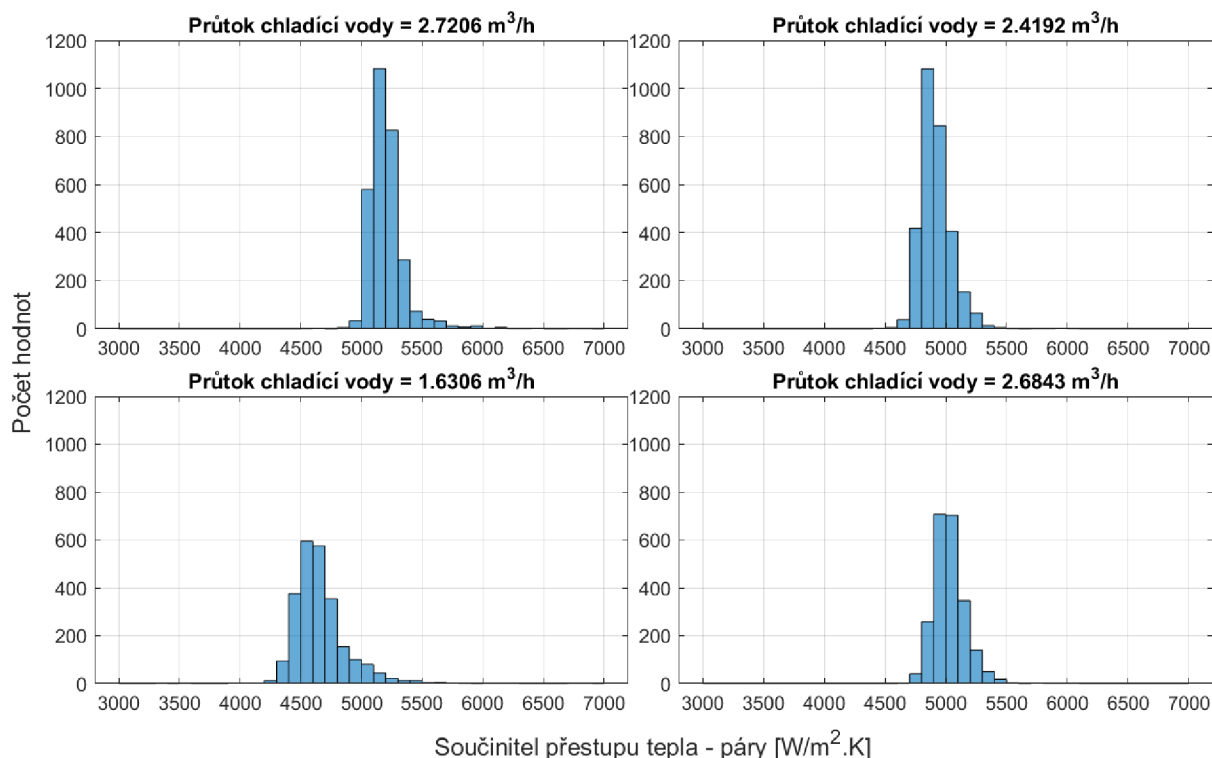 Průtok chladící vody = 2.7206 m³/h
Průtok chladící vody = 2.4192 m³/h
1200
1000
800
600
400
200
0
3000 3500 4000 4500 5000 5500 6000 6500 7000
1200
1000
800
600
400
200
0
3000 3500 4000 4500 5000 5500 6000 6500 7000
Průtok chladící vody = 1.6306 m³/h
Průtok chladící vody = 2.6843 m³/h
1200
1000
800
600
400
200
0
3000 3500 4000 4500 5000 5500 6000 6500 7000
1200
1000
800
600
400
200
0
3000 3500 4000 4500 5000 5500 6000 6500 7000
Počet hodnot
Součinitel přestupu tepla - páry [W/m².K]